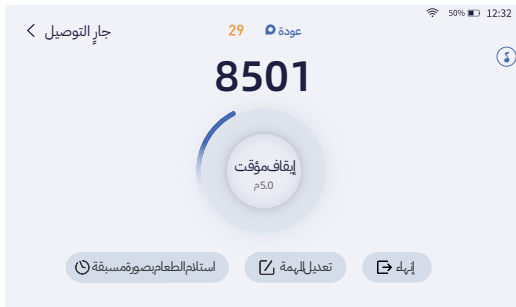 50% 12:32
جارٍ التوصيل
عودة 29
8501
إيقاف مؤقت
5.0م
إنهاء
تعديل المهمة
استلام الطعام بصورة مسبقة